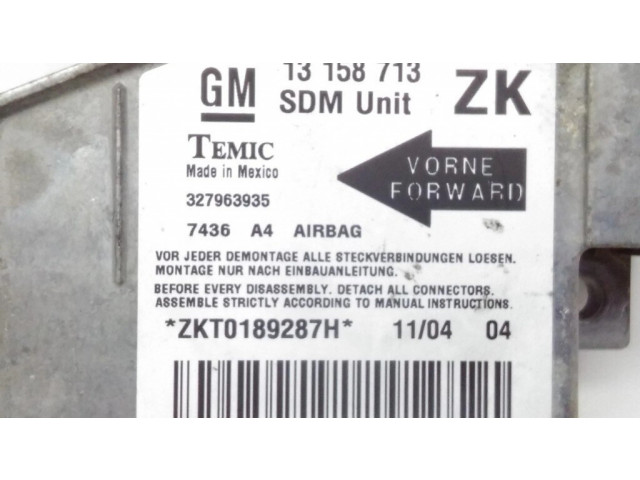 GM 13 158 713 ZK
SDM Unit
TEMIC
Made in Mexico
VORNE
FORWARD
327963935
7436 A4 AIRBAG
VOR JEDER DEMONTAGE ALLE STECKVERBINDUNGEN LOESEN.
MONTAGE NUR NACH EINBAUANLEITUNG.
BEFORE EVERY DISASSEMBLY. DETACH ALL CONNECTORS.
ASSEMBLE STRICTLY ACCORDING TO MANUAL INSTRUCTIONS.
*ZKT0189287H* 11/04 04